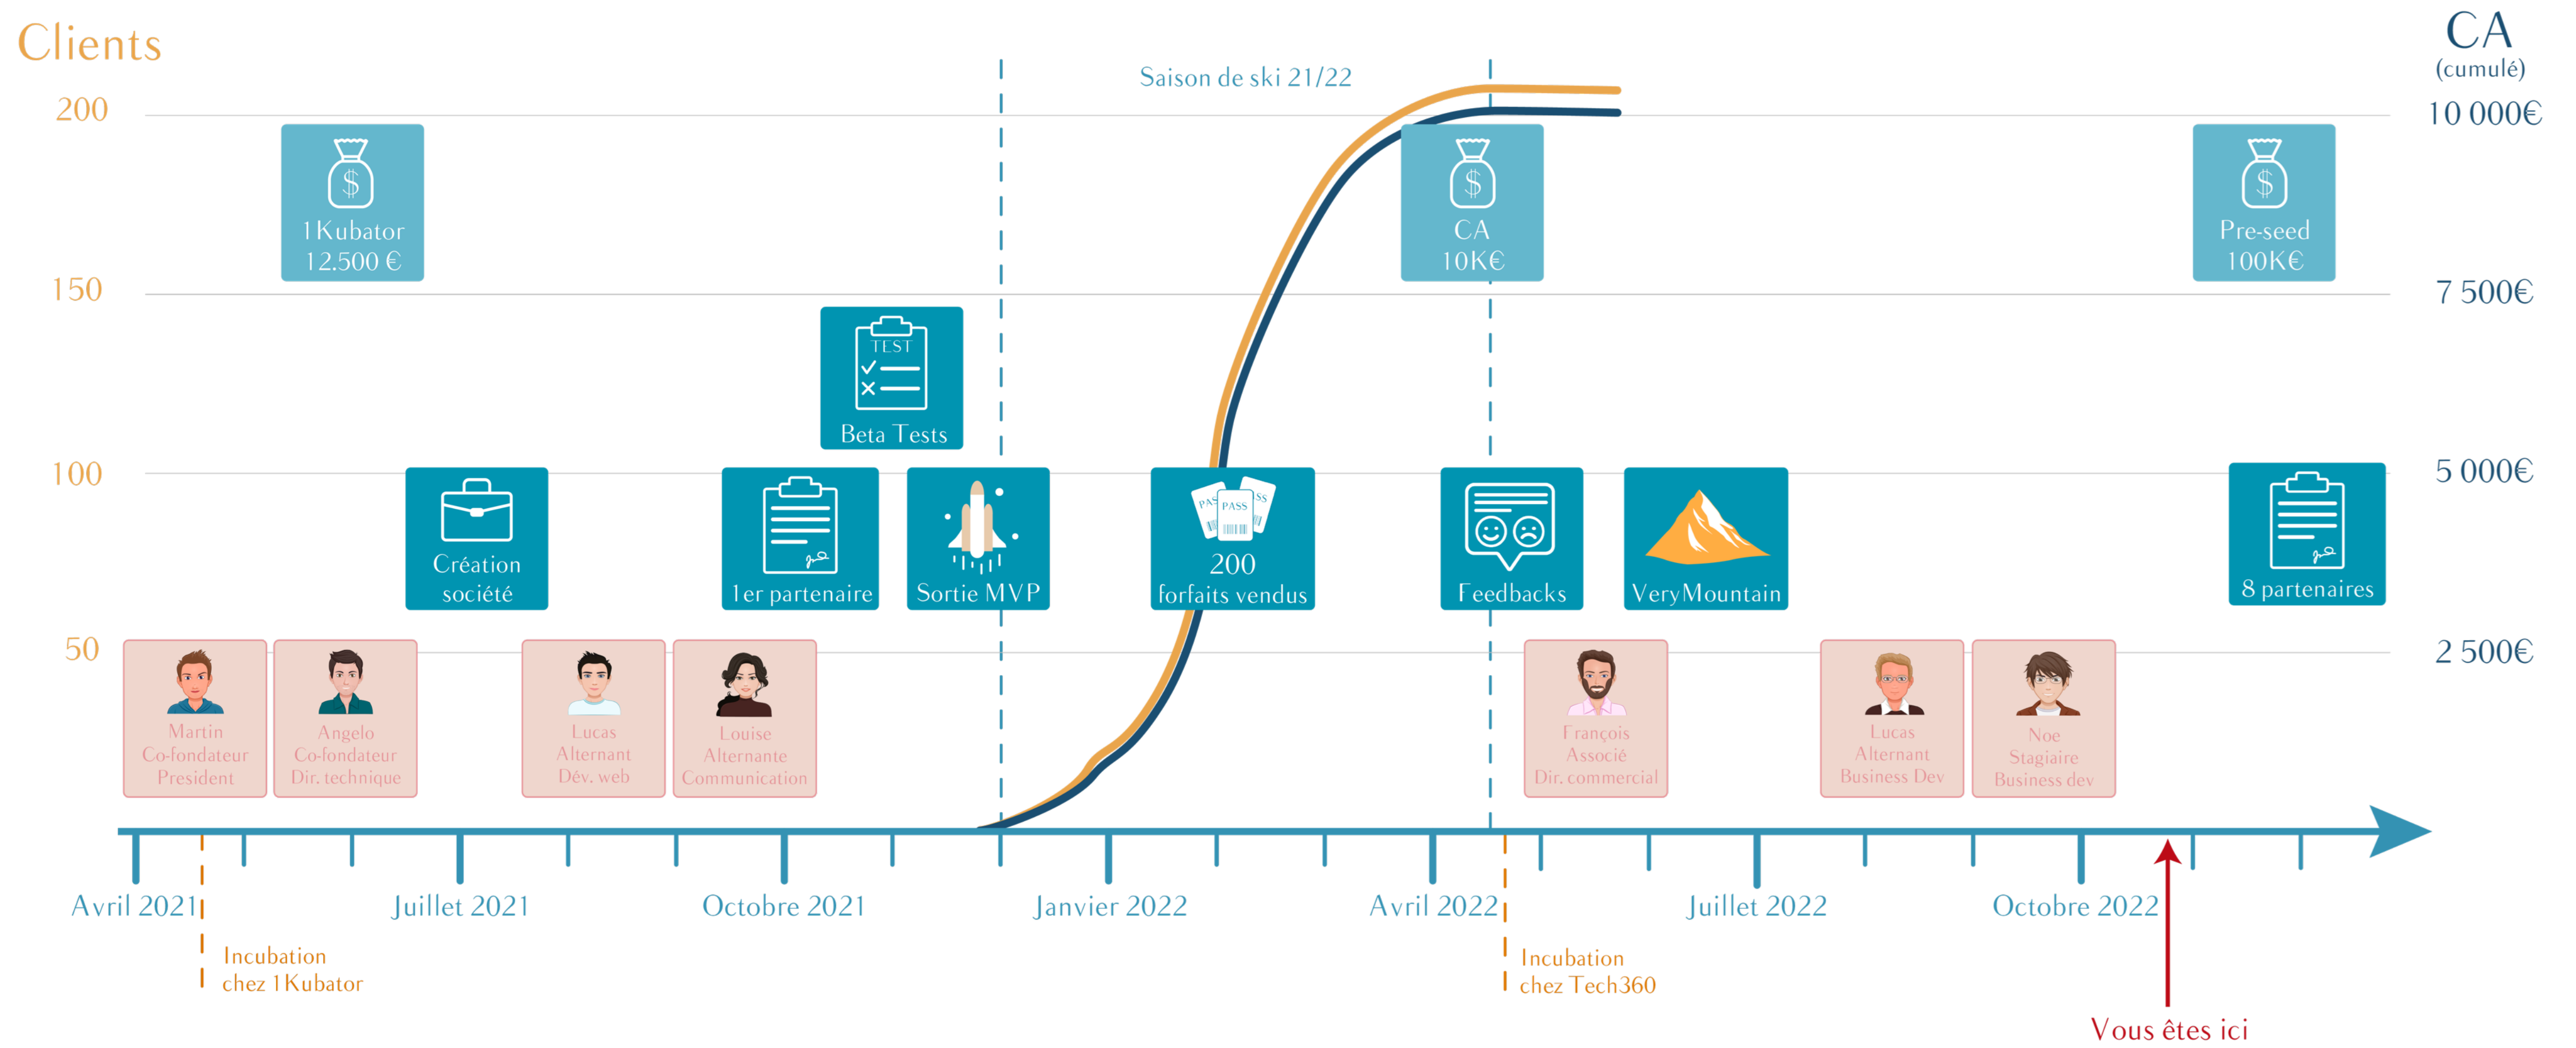 Clients
CA
(cumulé)
Saison de ski 21/22
200
10 000€
$
1Kubator
12.500 €
$
CA
10K€
$
Pre-seed
100K€
150
7 500€
TEST
Beta Tests
100
5 000€
Création
société
1er partenaire
Sortie MVP
PAS
PASS
SS
200
forfaits vendus
Feedbacks
VeryMountain
8 partenaires
50
2 500€
Martin
Co-fondateur
President
Angelo
Co-fondateur
Dir. technique
Lucas
Alternant
Dév. web
Louise
Alternante
Communication
François
Associé
Dir. commercial
Lucas
Alternant
Business Dev
Noe
Stagiaire
Business dev
Avril 2021
Juillet 2021
Octobre 2021
Janvier 2022
Avril 2022
Juillet 2022
Octobre 2022
Incubation
chez 1Kubator
Incubation
chez Tech360
Vous êtes ici